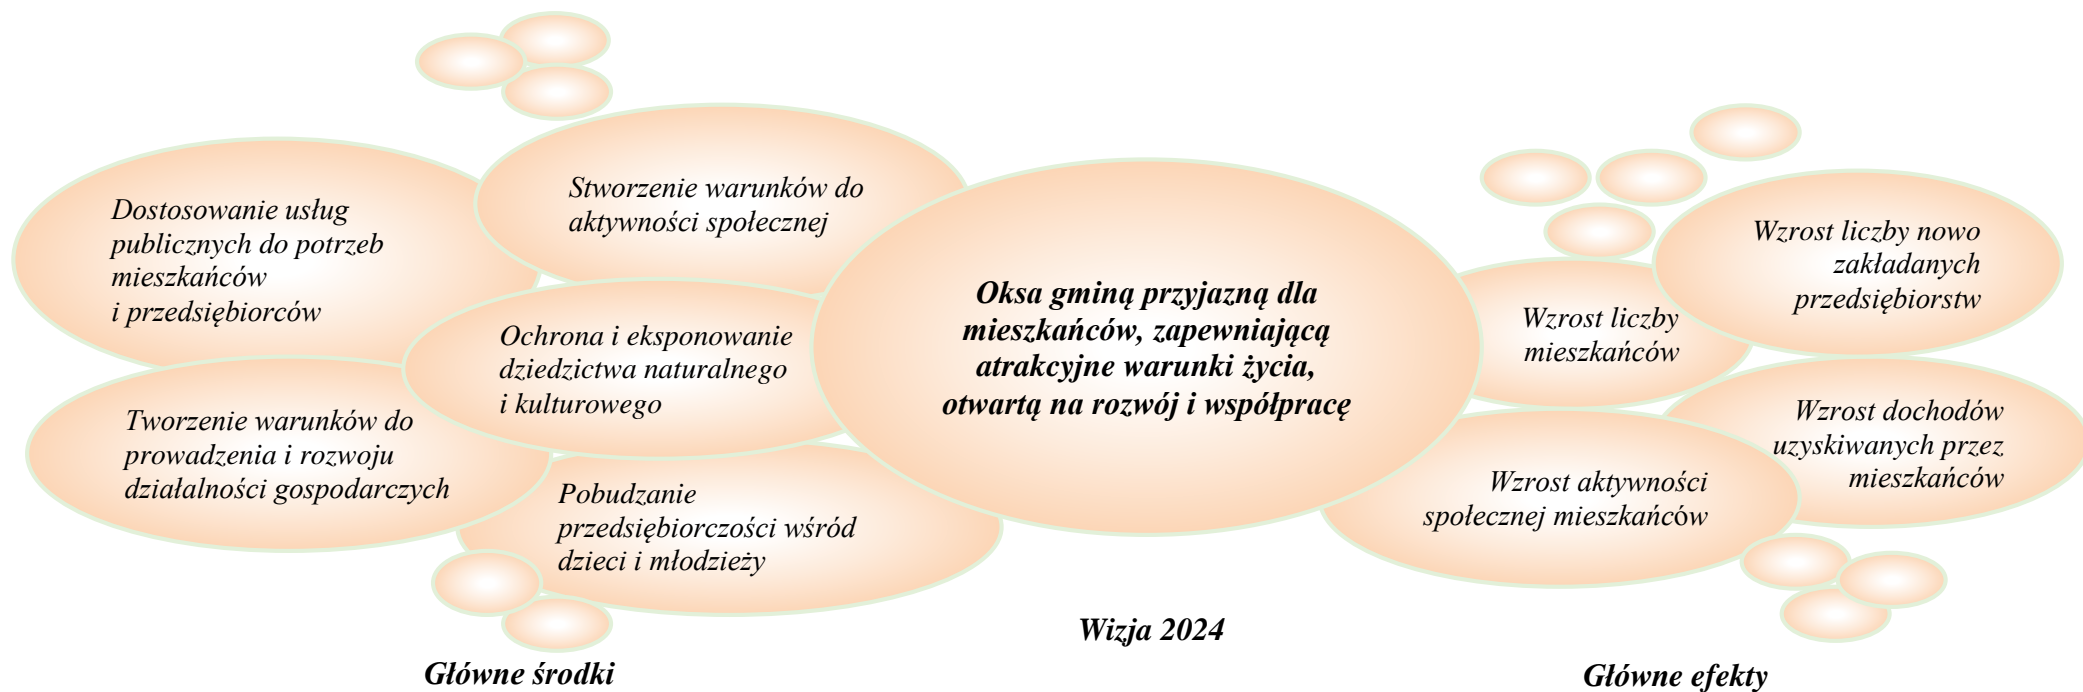 Dostosowanie usług
publicznych do potrzeb
mieszkańców
i przedsiębiorców
Stworzenie warunków do
aktywności społecznej
Ochrona i eksponowanie
dziedzictwa naturalnego
i kulturowego
Tworzenie warunków do
prowadzenia i rozwoju
działalności gospodarczych
Pobudzanie
przedsiębiorczości wśród
dzieci i młodzieży
Główne środki
Oksa gminą przyjazną dla
mieszkańców, zapewniającą
atrakcyjne warunki życia,
otwartą na rozwój i współpracę
Wizja 2024
Wzrost liczby nowo
zakładanych
przedsiębiorstw
Wzrost liczby
mieszkańców
Wzrost dochodów
uzyskiwanych przez
mieszkańców
Wzrost aktywności
społecznej mieszkańców
Główne efekty